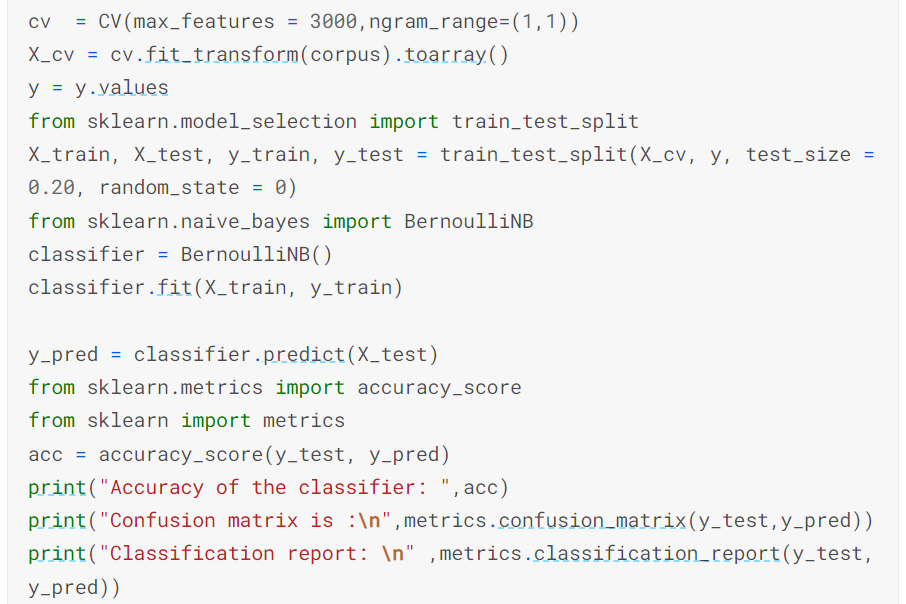 cv  = CV(max_features = 3000,ngram_range=(1,1))
X_cv = cv.fit_transform(corpus).toarray()
y = y.values
from sklearn.model_selection import train_test_split
X_train, X_test, y_train, y_test = train_test_split(X_cv, y, test_size =
0.20, random_state = 0)
from sklearn.naive_bayes import BernoulliNB
classifier = BernoulliNB()
classifier.fit(X_train, y_train)
y_pred = classifier.predict(X_test)
from sklearn.metrics import accuracy_score
from sklearn import metrics
acc = accuracy_score(y_test, y_pred)
print("Accuracy of the classifier: ",acc)
print("Confusion matrix is :\n",metrics.confusion_matrix(y_test,y_pred))
print("Classification report: \n" ,metrics.classification_report(y_test,
y_pred))